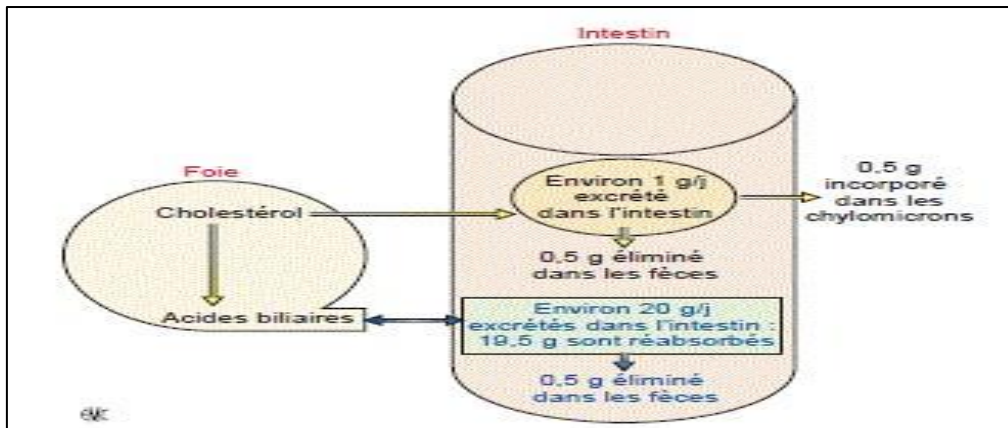 Intestin
Foie
Cholestérol
Acides biliaires
Environ 1 g/j
excrété
dans l'intestin
0,5 g
incorporé
dans les
chylomicrons
0,5 g éliminé
dans les fèces
Environ 20 g/j
excrétés dans l'intestin :
19,5 g sont réabsorbés
0,5 g éliminé
dans les fèces